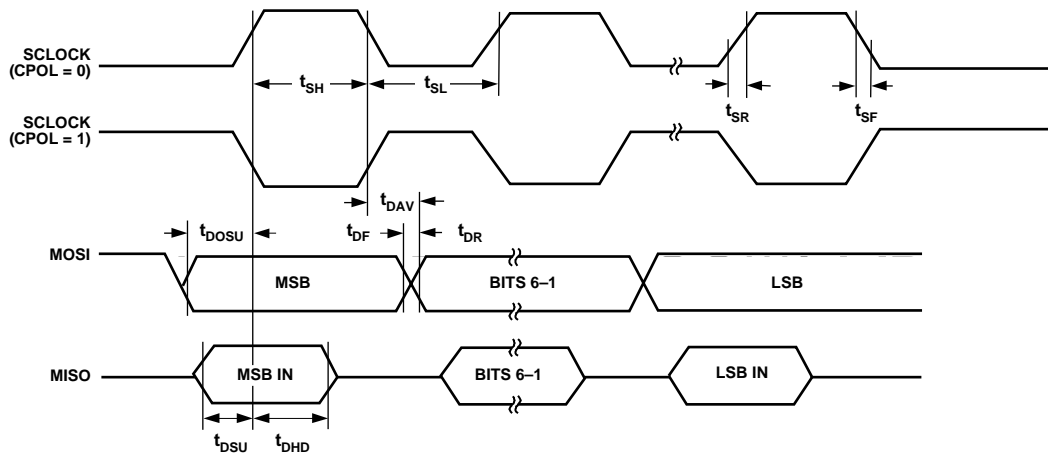 SCLOCK
(CPOL = 0)
tSH
tSL
tSR
tSF
SCLOCK
(CPOL = 1)
tDAV
tDOSU
tDF
tDR
MOSI
MSB
BITS 6–1
LSB
MISO
MSB IN
BITS 6–1
LSB IN
tDSU
tDHD